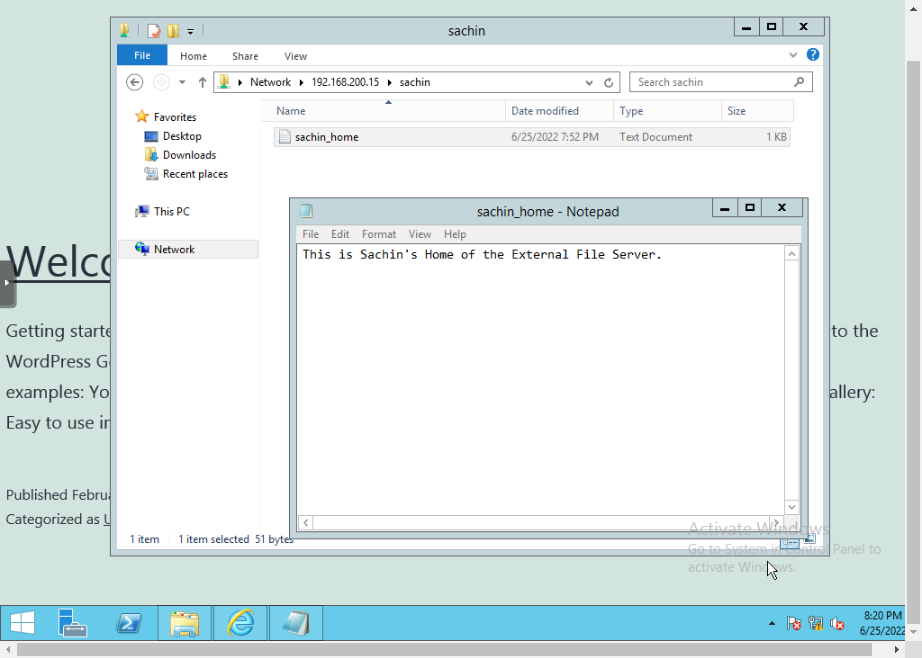 sachin
File Home Share View
Network 192.168.200.15 sachin
Search sachin
Favorites
Desktop
Downloads
Recent places
This PC
Network
Name Date modified Type Size
sachin_home 6/25/2022 7:52 PM Text Document 1 KB
sachin_home - Notepad
File Edit Format View Help
This is Sachin's Home of the External File Server.
1 item 1 item selected 51 bytes
Welco
Getting starte
to the
WordPress G
examples: Yo
allery:
Easy to use in
Published Februa
Categorized as U
Activate Windows
Go to System in Control Panel to
activate Windows.
8:20 PM
6/25/2022